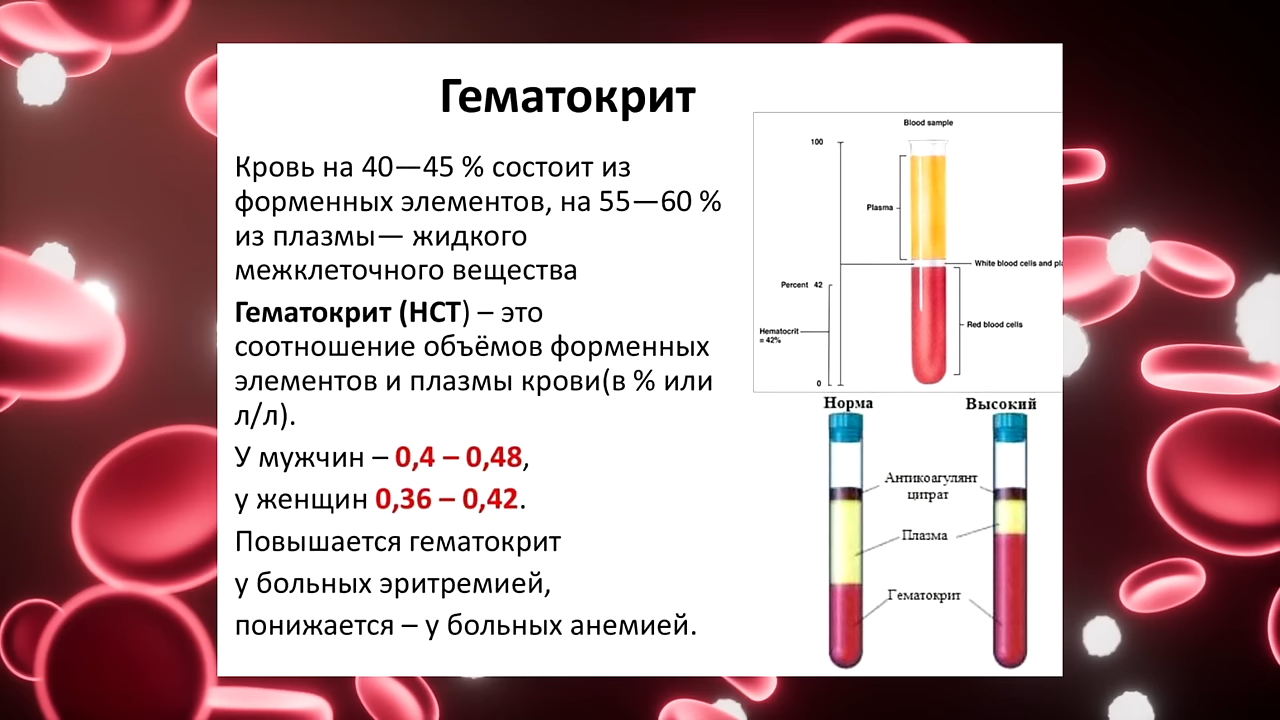 Гематокрит
Кровь на 40—45 % состоит из
форменных элементов, на 55—60 %
из плазмы— жидкого
межклеточного вещества
Гематокрит (НСТ) – это
соотношение объёмов форменных
элементов и плазмы крови(в % или
л/л).
У мужчин – 0,4 – 0,48,
у женщин 0,36 – 0,42.
Повышается гематокрит
у больных эритремией,
понижается – у больных анемией.
Blood sample
100
Plasma
White blood cells and pla
Percent 42
Red blood cells
Hematocrit
= 42%
0
Норма
Высокий
Антикоагулянт
цитрат
Плазма
Гематокрит